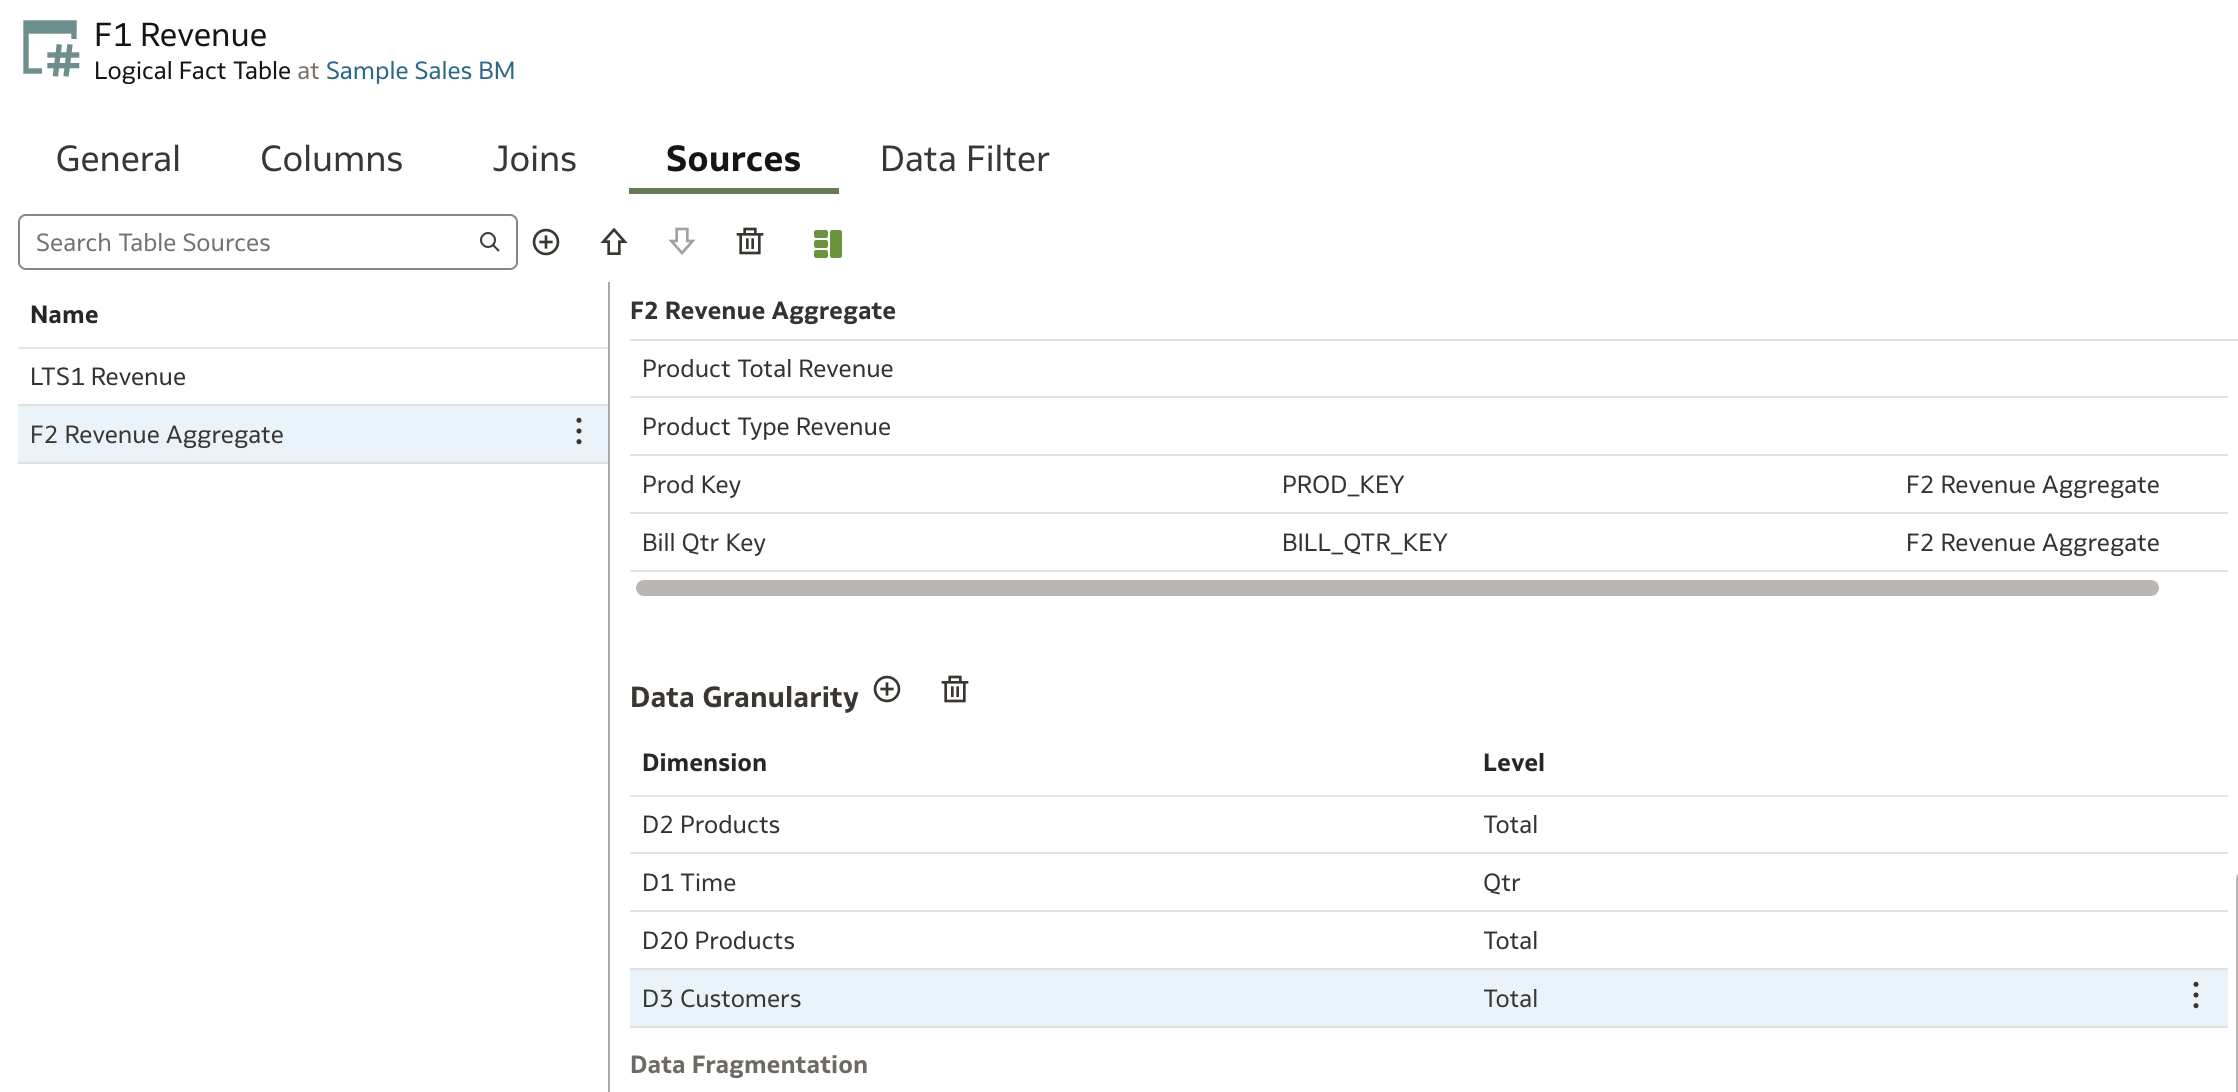 F1 Revenue
Logical Fact Table at Sample Sales BM
General Columns Joins Sources Data Filter
Search Table Sources
Name
LTS1 Revenue
F2 Revenue Aggregate
F2 Revenue Aggregate
Product Total Revenue
Product Type Revenue
Prod Key PROD_KEY F2 Revenue Aggregate
Bill Qtr Key BILL_QTR_KEY F2 Revenue Aggregate
Data Granularity
Dimension Level
D2 Products Total
D1 Time Qtr
D20 Products Total
D3 Customers Total
Data Fragmentation